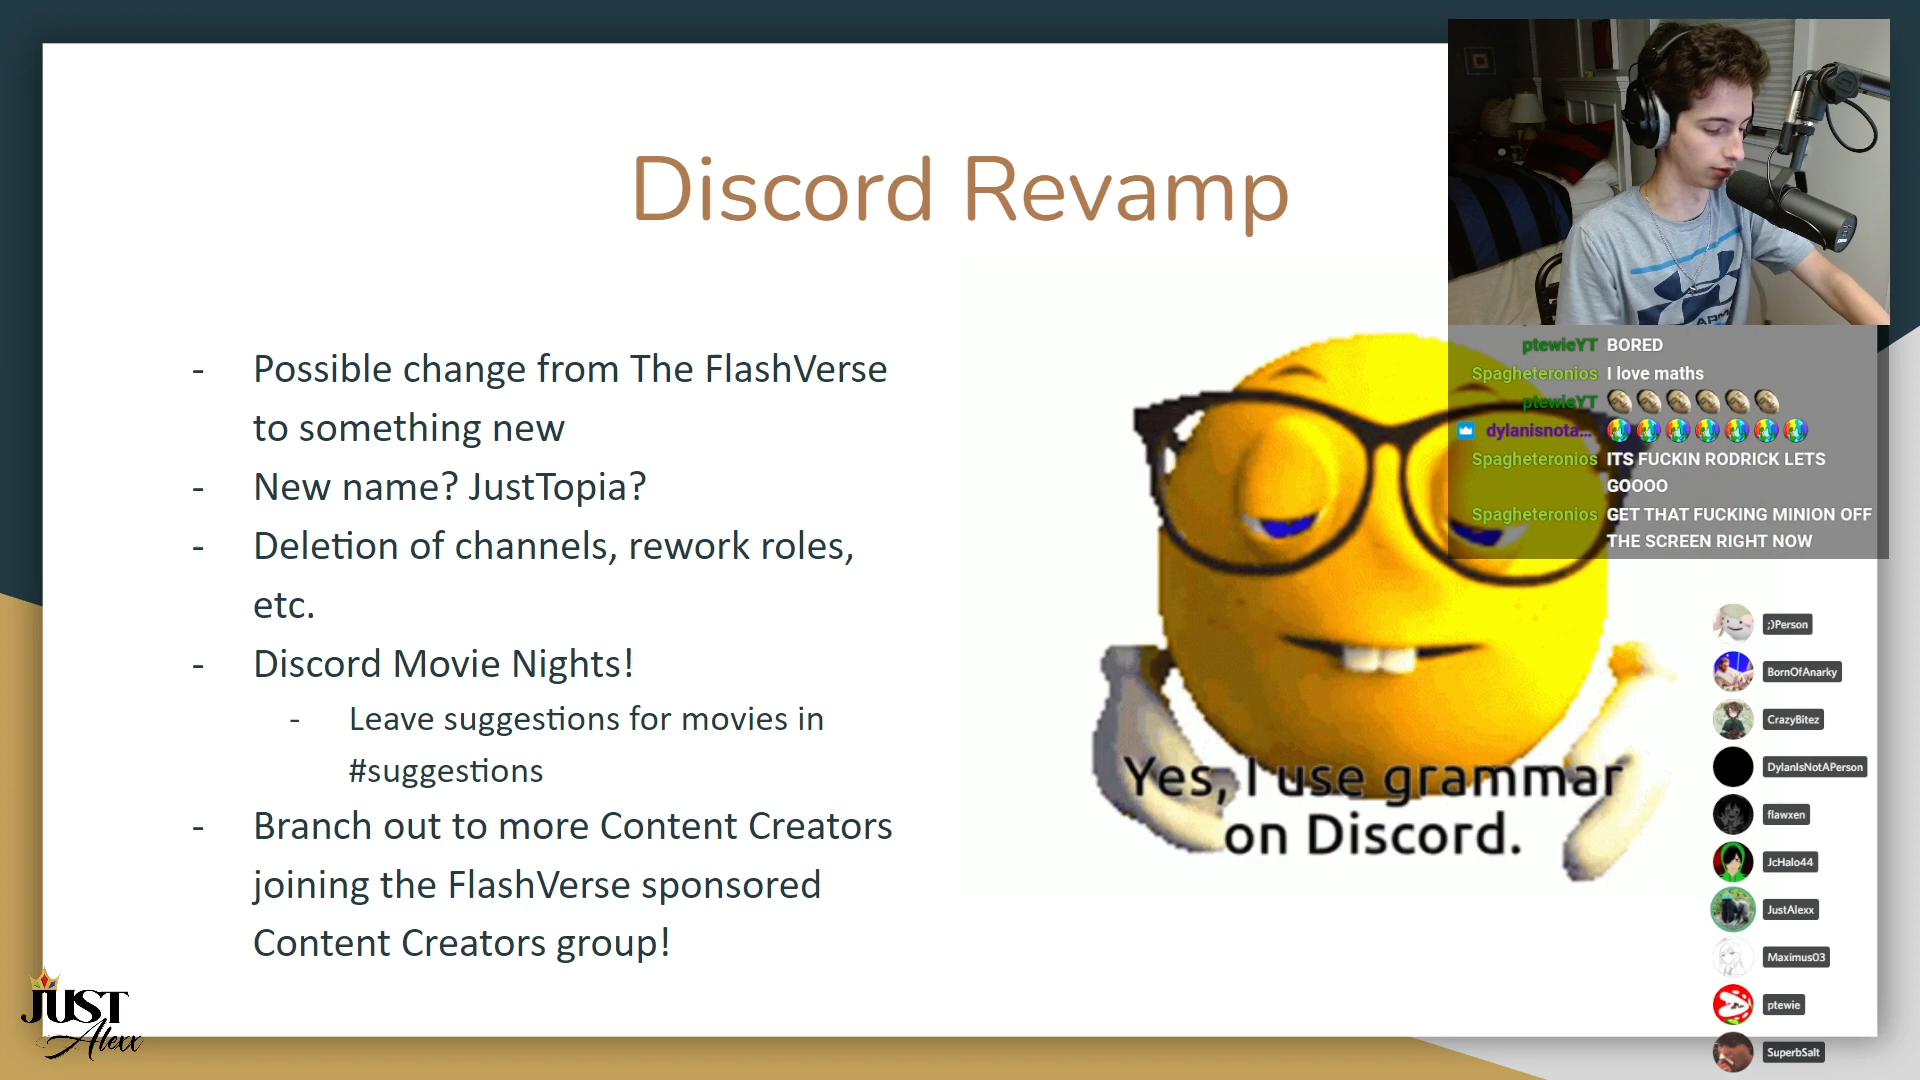 Discord Revamp
- Possible change from The FlashVerse
to something new
- New name? JustTopia?
- Deletion of channels, rework roles,
etc.
- Discord Movie Nights!
- Leave suggestions for movies in
#suggestions
- Branch out to more Content Creators
joining the FlashVerse sponsored
Content Creators group!
Yes, I use grammar
on Discord.
ptewieYT BORED
Spagheteronios I love maths
ptewieYT
dylanisnota...
Spagheteronios ITS FUCKIN RODRICK LETS
GOOOO
Spagheteronios GET THAT FUCKING MINION OFF
THE SCREEN RIGHT NOW
;)Person
BornOfAnarky
CrazyBitez
DylanIsNotAPerson
flawxen
JcHalo44
JustAlexx
Maximus03
ptewie
SuperbSalt
JUST
Alexx